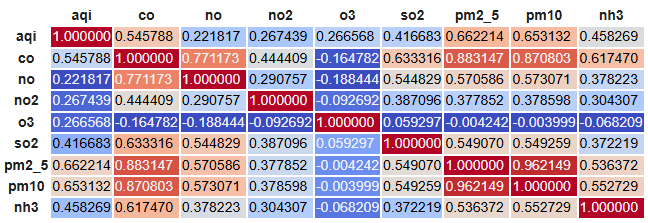 aqi co no no2 o3 so2 pm2_5 pm10 nh3
aqi 1.000000 0.545788 0.221817 0.267439 0.266568 0.416683 0.662214 0.653132 0.458269
co 0.545788 1.000000 0.771173 0.444409 -0.164782 0.633316 0.883147 0.870803 0.617470
no 0.221817 0.771173 1.000000 0.290757 -0.188444 0.544829 0.570586 0.573071 0.378223
no2 0.267439 0.444409 0.290757 1.000000 -0.092692 0.387096 0.377852 0.378598 0.304307
o3 0.266568 -0.164782 -0.188444 -0.092692 1.000000 0.059297 -0.004242 -0.003999 -0.068209
so2 0.416683 0.633316 0.544829 0.387096 0.059297 1.000000 0.549070 0.549259 0.372219
pm2_5 0.662214 0.883147 0.570586 0.377852 -0.004242 0.549070 1.000000 0.962149 0.536372
pm10 0.653132 0.870803 0.573071 0.378598 -0.003999 0.549259 0.962149 1.000000 0.552729
nh3 0.458269 0.617470 0.378223 0.304307 -0.068209 0.372219 0.536372 0.552729 1.000000